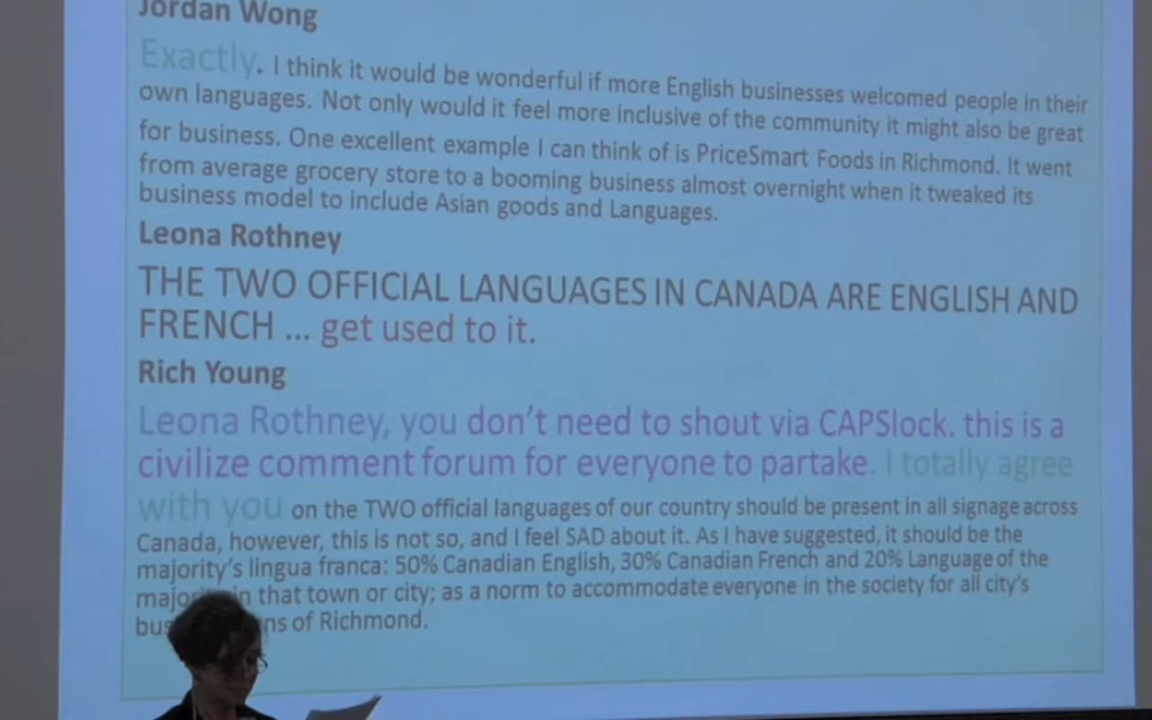 Jordan Wong
Exactly. I think it would be wonderful if more English businesses welcomed people in their
own languages. Not only would it feel more inclusive of the community it might also be great
for business. One excellent example I can think of is PriceSmart Foods in Richmond. It went
from average grocery store to a booming business almost overnight when it tweaked its
business model to include Asian goods and Languages.
Leona Rothney
THE TWO OFFICIAL LANGUAGES IN CANADA ARE ENGLISH AND
FRENCH ... get used to it.
Rich Young
Leona Rothney, you don't need to shout via CAPSlock. this is a
civilize comment forum for everyone to partake. I totally agree
with you on the TWO official languages of our country should be present in all signage across
Canada, however, this is not so, and I feel SAD about it. As I have suggested, it should be the
majority's lingua franca: 50% Canadian English, 30% Canadian French and 20% Language of the
in that town or city; as a norm to accommodate everyone in the society for all city's
of Richmond.